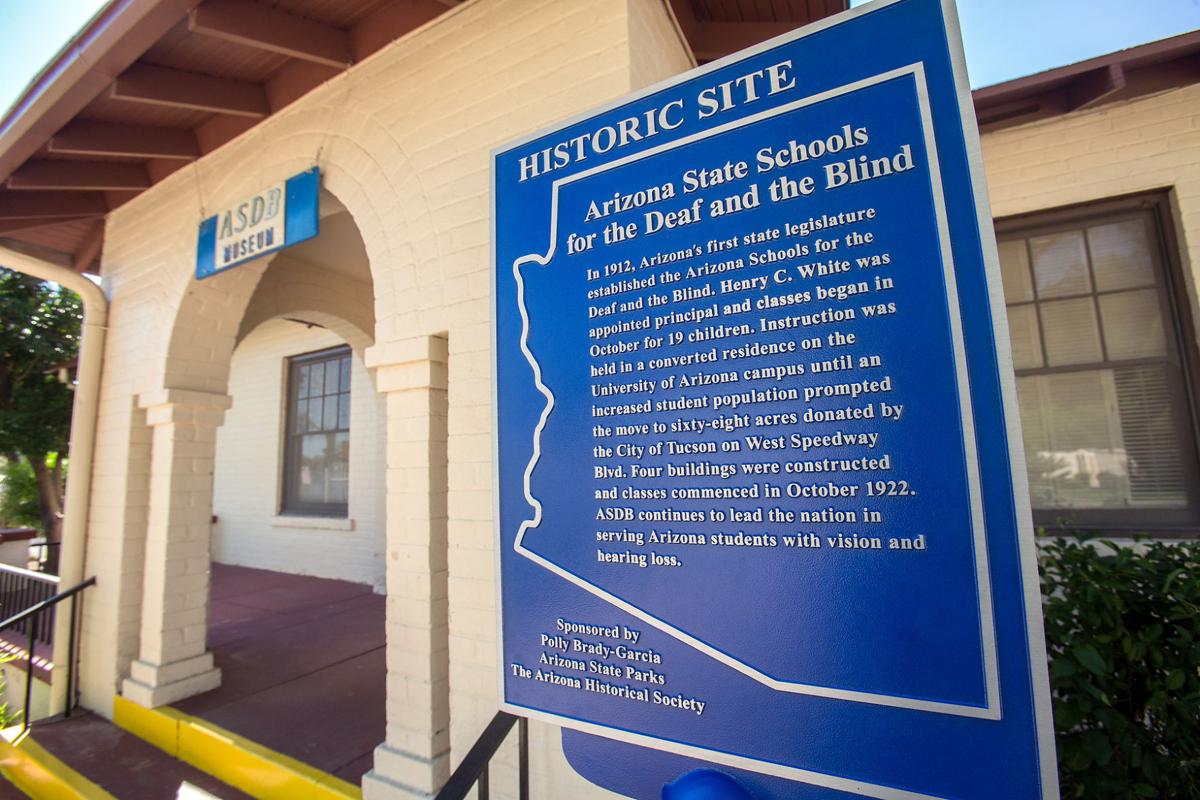 ASDB
MUSEUM
HISTORIC SITE
Arizona State Schools
for the Deaf and the Blind
In 1912, Arizona's first state legislature
established the Arizona Schools for the
Deaf and the Blind. Henry C. White was
appointed principal and classes began in
October for 19 children. Instruction was
held in a converted residence on the
University of Arizona campus until an
increased student population prompted
the move to sixty-eight acres donated by
the City of Tucson on West Speedway
Blvd. Four buildings were constructed
and classes commenced in October 1922.
ASDB continues to lead the nation in
serving Arizona students with vision and
hearing loss.
Sponsored by
Polly Brady-Garcia
Arizona State Parks
The Arizona Historical Society